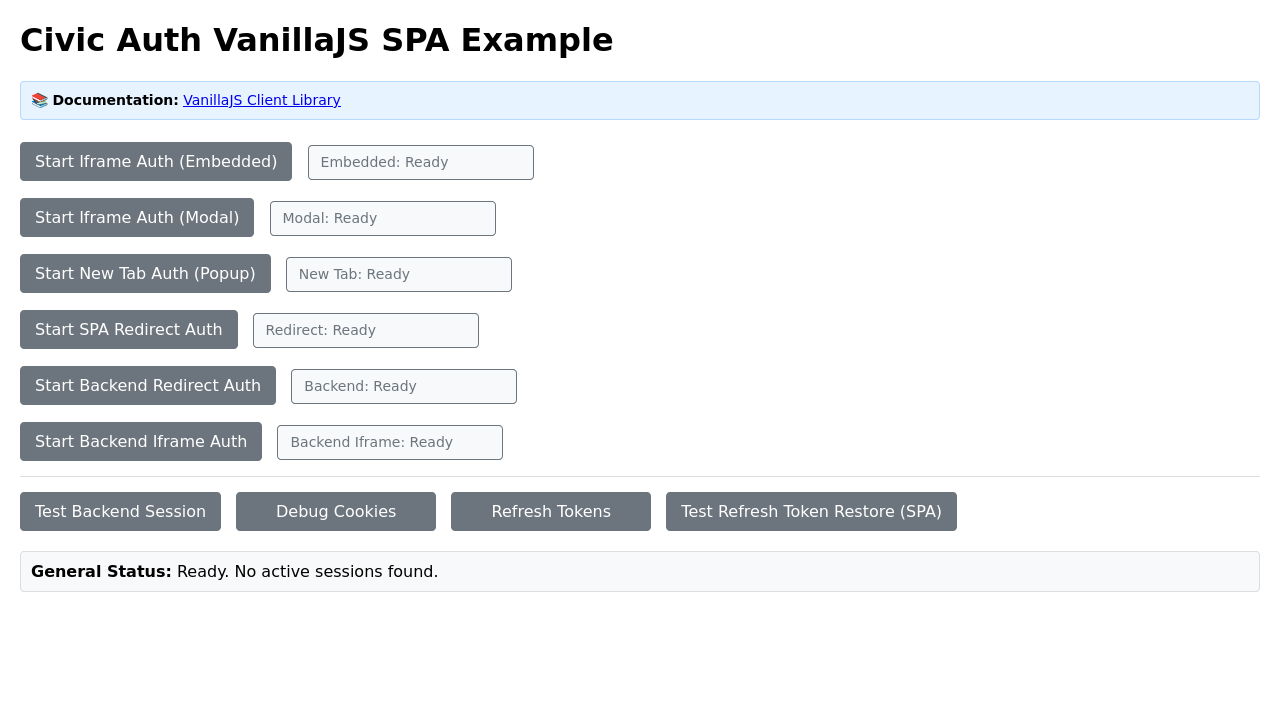 Civic Auth VanillaJS SPA Example
📚 Documentation: VanillaJS Client Library
Start Iframe Auth (Embedded) Embedded: Ready
Start Iframe Auth (Modal) Modal: Ready
Start New Tab Auth (Popup) New Tab: Ready
Start SPA Redirect Auth Redirect: Ready
Start Backend Redirect Auth Backend: Ready
Start Backend Iframe Auth Backend Iframe: Ready
Test Backend Session Debug Cookies Refresh Tokens Test Refresh Token Restore (SPA)
General Status: Ready. No active sessions found.